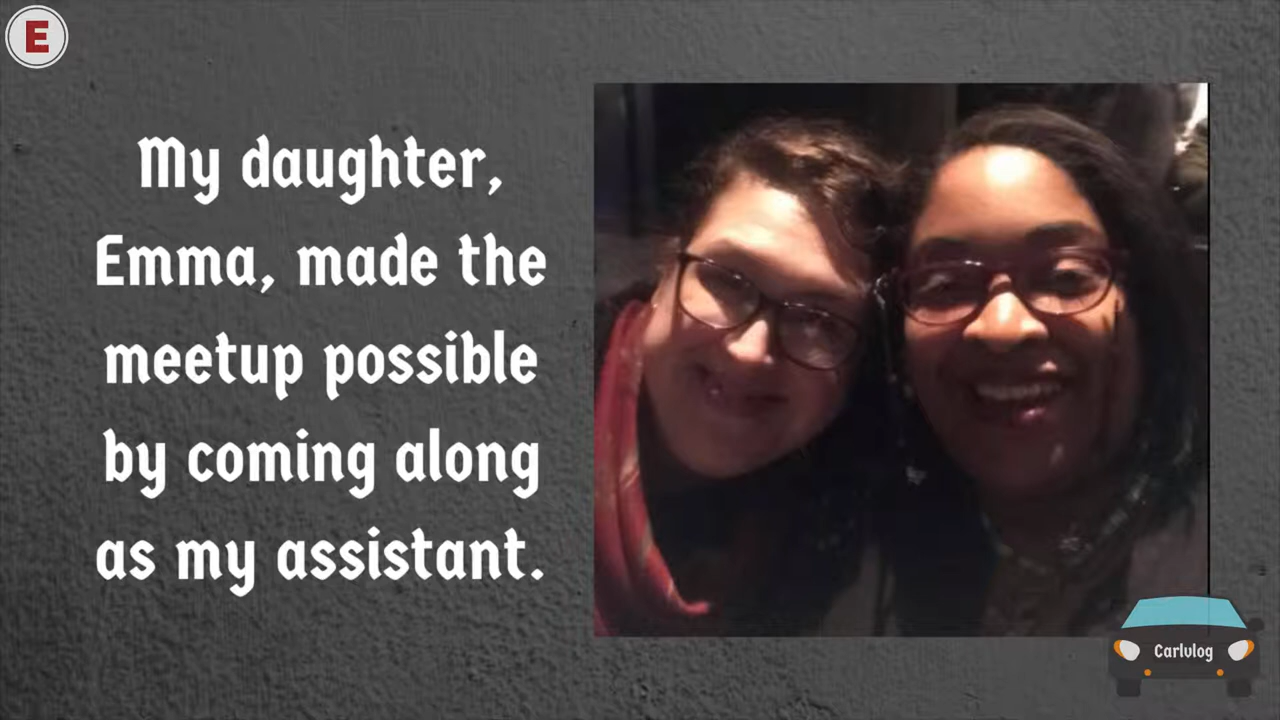 E
My daughter,
Emma, made the
meetup possible
by coming along
as my assistant.
Carlvlog